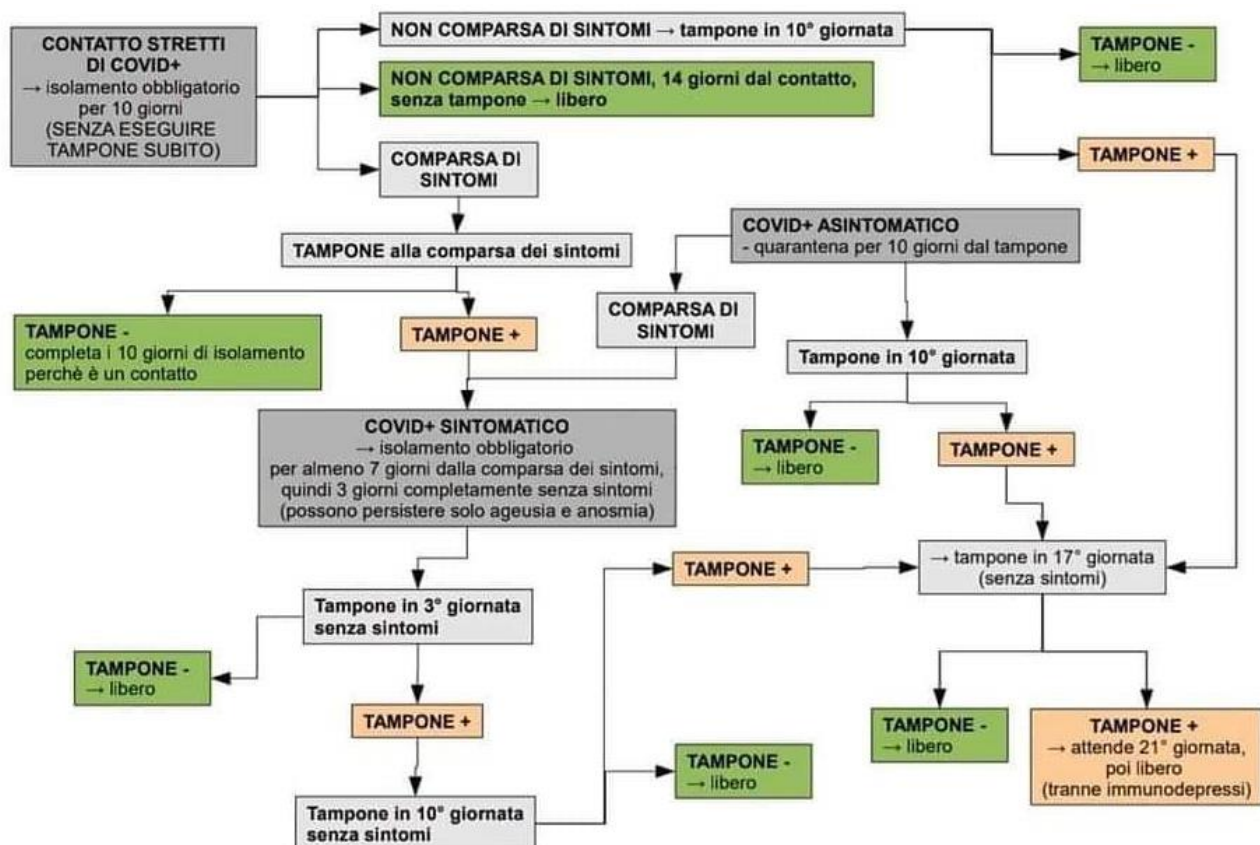 CONTATTO STRETTI
DI COVID+
→ isolamento obbligatorio
per 10 giorni
(SENZA ESEGUIRE
TAMPONE SUBITO)
NON COMPARSA DI SINTOMI → tampone in 10° giornata
NON COMPARSA DI SINTOMI, 14 giorni dal contatto,
senza tampone → libero
TAMPONE -
→ libero
TAMPONE +
COMPARSA DI
SINTOMI
TAMPONE alla comparsa dei sintomi
COVID+ ASINTOMATICO
- quarantena per 10 giorni dal tampone
TAMPONE -
completa i 10 giorni di isolamento
perchè è un contatto
TAMPONE +
COMPARSA DI
SINTOMI
Tampone in 10° giornata
COVID+ SINTOMATICO
→ isolamento obbligatorio
per almeno 7 giorni dalla comparsa dei sintomi,
quindi 3 giorni completamente senza sintomi
(possono persistere solo ageusia e anosmia)
TAMPONE -
→ libero
TAMPONE +
TAMPONE +
→ tampone in 17° giornata
(senza sintomi)
Tampone in 3° giornata
senza sintomi
TAMPONE -
→ libero
TAMPONE +
TAMPONE -
→ libero
TAMPONE -
→ libero
TAMPONE +
→ attende 21° giornata,
poi libero
(tranne immunodepressi)
Tampone in 10° giornata
senza sintomi